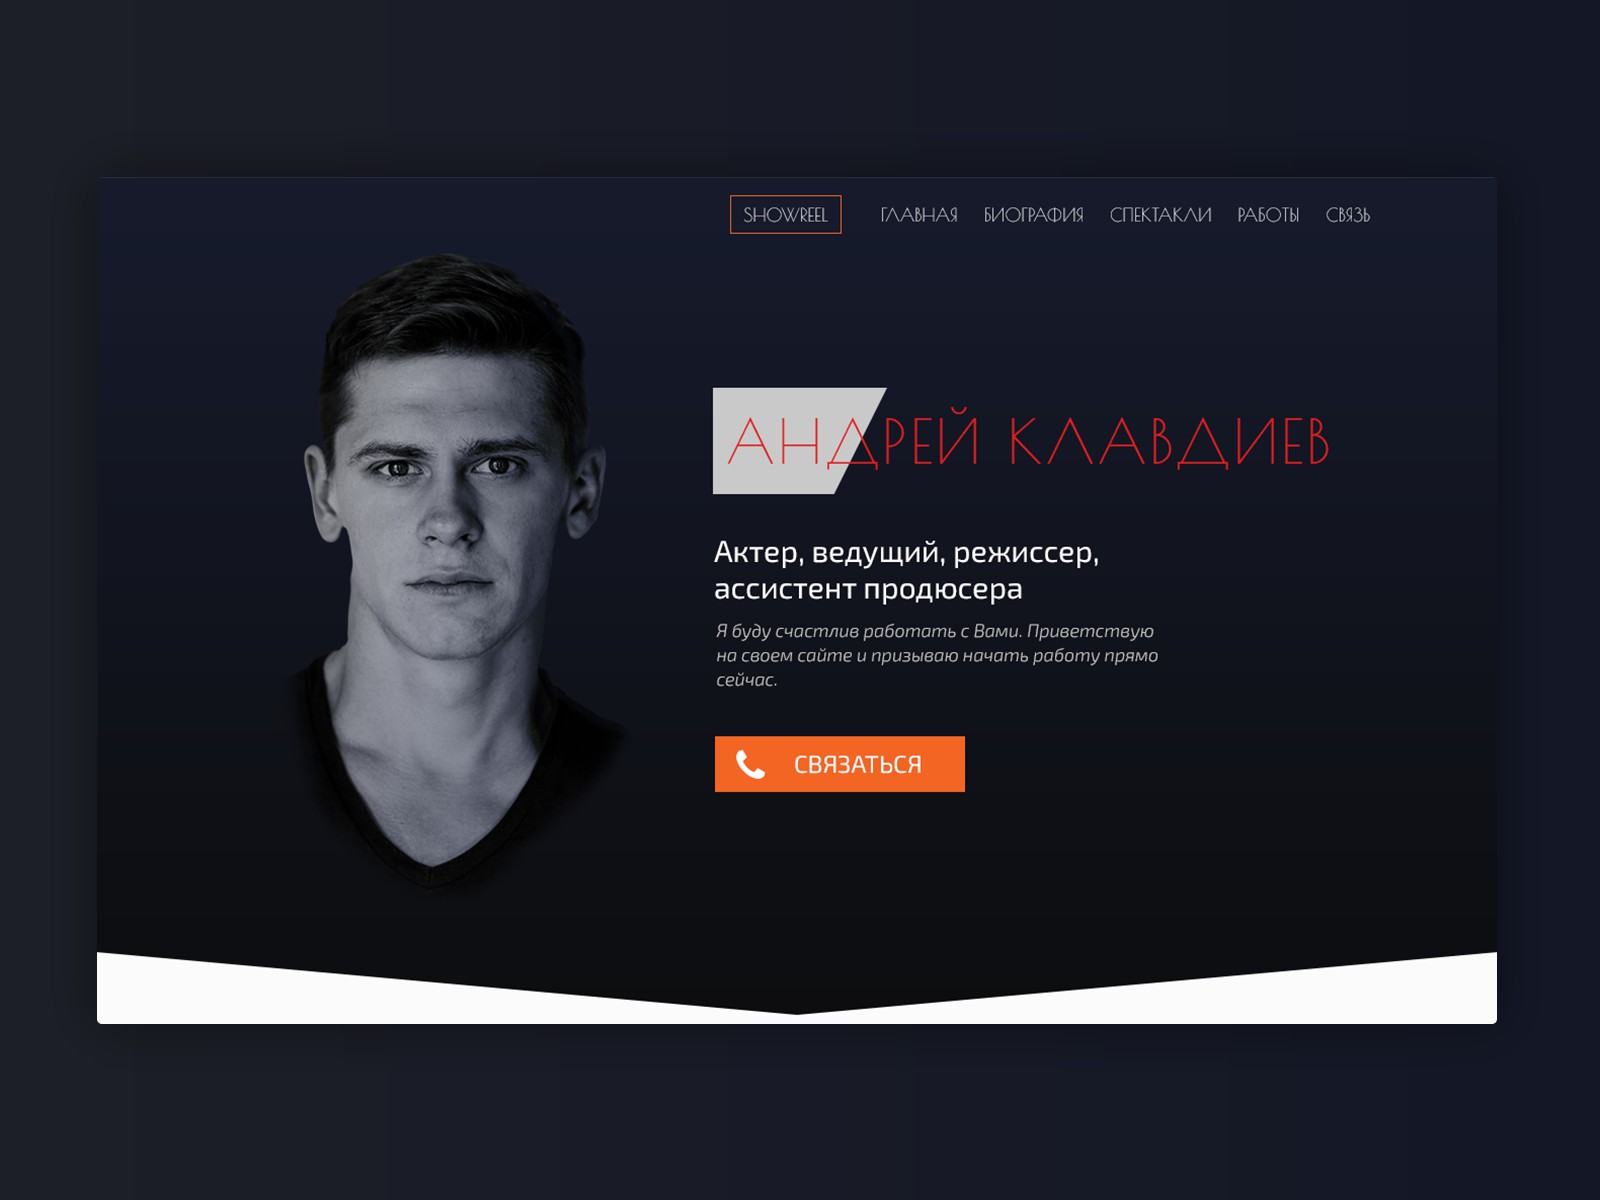 SHOWREEL ГЛАВНАЯ БИОГРАФИЯ СПЕКТАКЛИ РАБОТЫ СВЯЗЬ
АНДРЕЙ КЛАВДИЕВ
Актер, ведущий, режиссер,
ассистент продюсера
Я буду счастлив работать с Вами. Приветствую
на своем сайте и призываю начать работу прямо
сейчас.
СВЯЗАТЬСЯ